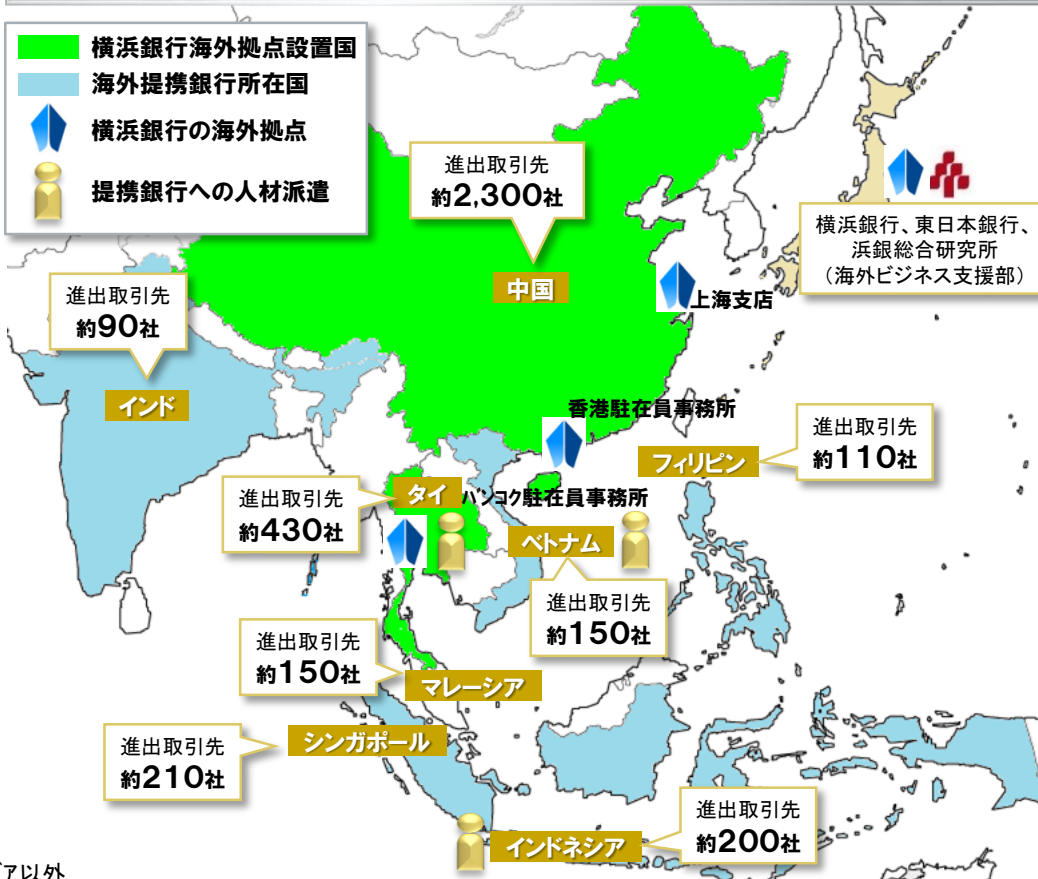 横浜銀行海外拠点設置国
海外提携銀行所在国
横浜銀行の海外拠点
提携銀行への人材派遣
進出取引先
約2,300社
中国
横浜銀行、東日本銀行、
浜銀総合研究所
（海外ビジネス支援部）
上海支店
進出取引先
約90社
インド
香港駐在員事務所
フィリピン
進出取引先
約110社
進出取引先
約430社
タイ
バンコク駐在員事務所
ベトナム
進出取引先
約150社
進出取引先
約150社
マレーシア
シンガポール
進出取引先
約210社
インドネシア
進出取引先
約200社
ア以外